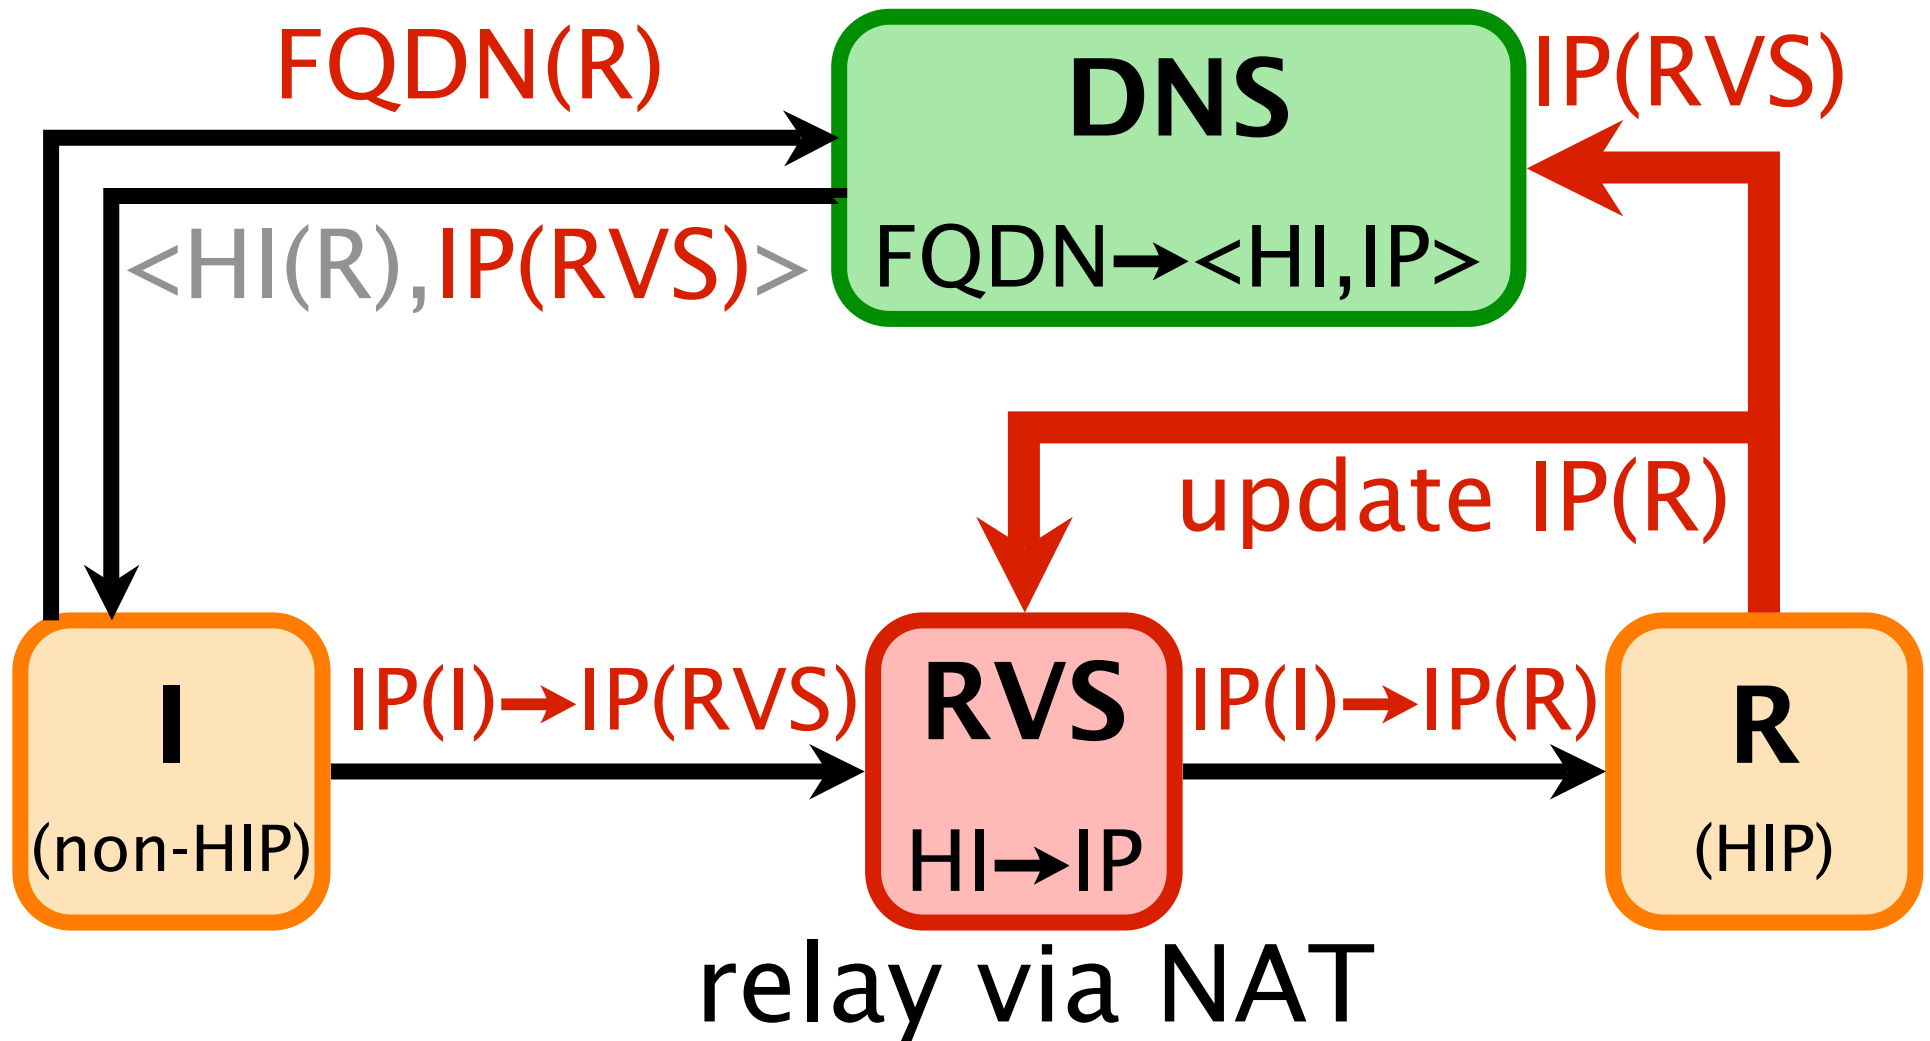 FQDN(R)
DNS
IP(RVS)
<HI(R),IP(RVS)>
FQDN→<HI,IP>
update IP(R)
I
(non-HIP)
IP(I)→IP(RVS)
RVS
HI→IP
IP(I)→IP(R)
R
(HIP)
relay via NAT